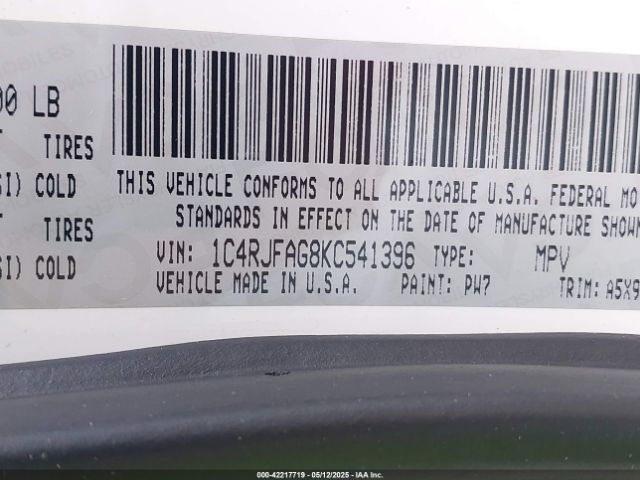 00 LB
TIRES
SI) COLD
TIRES
SI) COLD
THIS VEHICLE CONFORMS TO ALL APPLICABLE U.S.A. FEDERAL MO
STANDARDS IN EFFECT ON THE DATE OF MANUFACTURE SHOWN
VIN: 1C4RJFAG8KC541396 TYPE: MPV
VEHICLE MADE IN U.S.A. PAINT: PW7 TRIM: A5X9
000-42217719 - 05/12/2025 - IAA Inc.